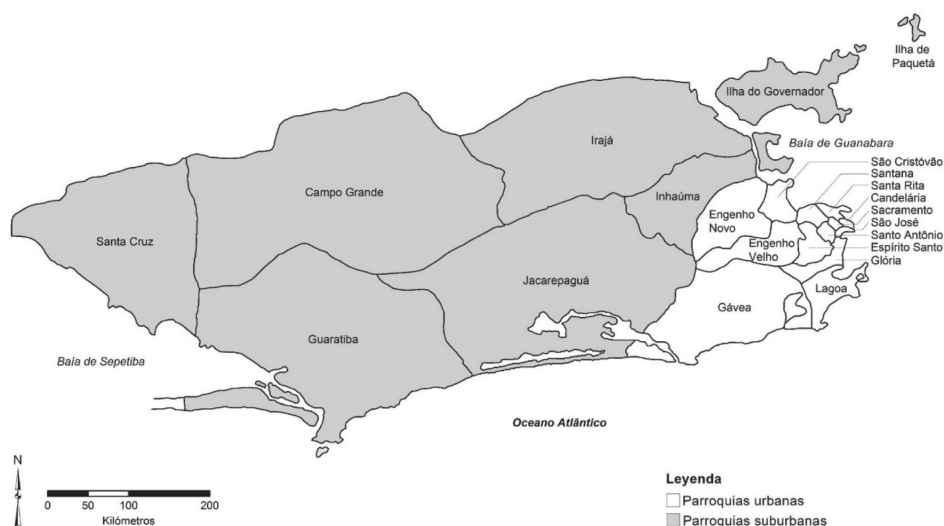 Ilha de
Paquetá
Ilha do Governador
Baía de Guanabara
Irajá
São Cristóvão
Santana
Santa Rita
Candelária
Sacramento
São José
Santo Antônio
Espírito Santo
Glória
Campo Grande
Inhaúma
Engenho
Novo
Engenho
Velho
Santa Cruz
Jacarepaguá
Lagoa
Gávea
Guaratiba
Baía de Sepetiba
Oceano Atlântico
N
0 50 100 200
Kilómetros
Leyenda
Parroquias urbanas
Parroquias suburbanas